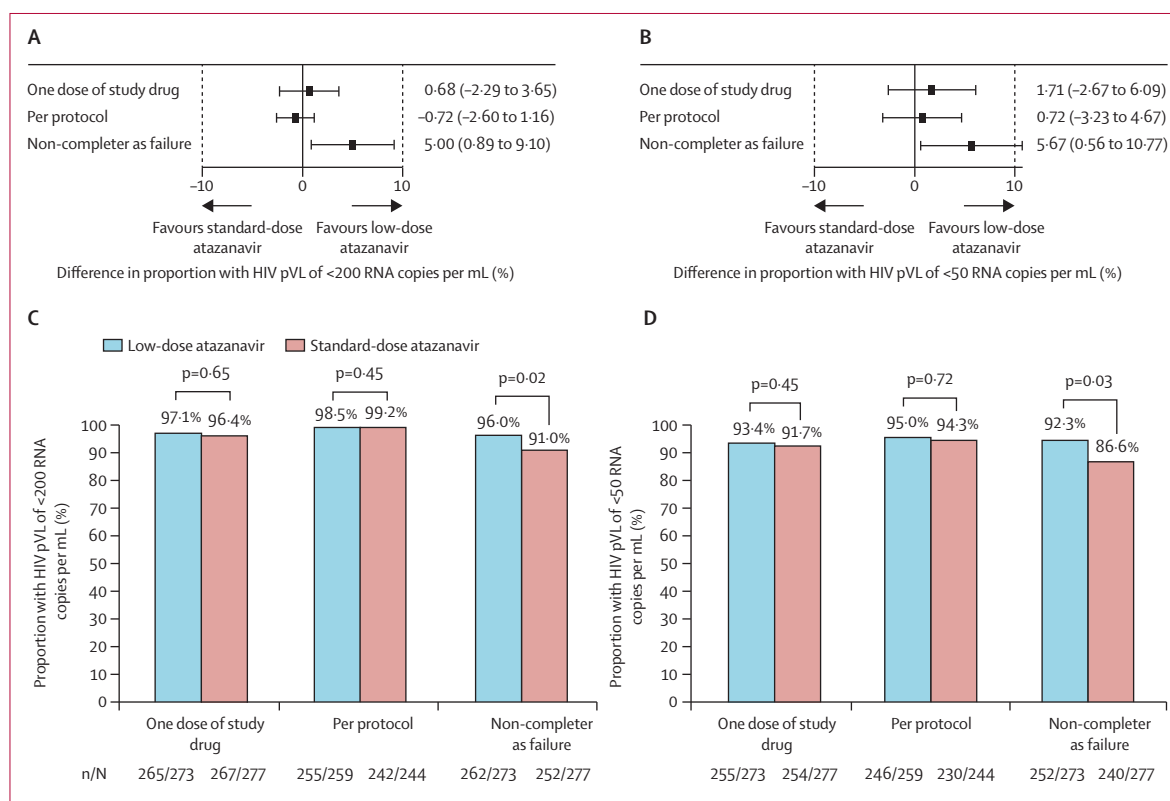 A
One dose of study drug
0·68 (–2·29 to 3·65)
Per protocol
–0·72 (–2·60 to 1·16)
Non-completer as failure
5·00 (0·89 to 9·10)
–10 0 10
Favours standard-dose
atazanavir
Favours low-dose
atazanavir
Difference in proportion with HIV pVL of <200 RNA copies per mL (%)
B
One dose of study drug
1·71 (–2·67 to 6·09)
Per protocol
0·72 (–3·23 to 4·67)
Non-completer as failure
5·67 (0·56 to 10·77)
–10 0 10
Favours standard-dose
atazanavir
Favours low-dose
atazanavir
Difference in proportion with HIV pVL of <50 RNA copies per mL (%)
C
Low-dose atazanavir
Standard-dose atazanavir
Proportion with HIV pVL of <200 RNA
copies per mL (%)
100
90
80
70
60
50
40
30
20
10
0
p=0·65
97·1% 96·4%
p=0·45
98·5% 99·2%
p=0·02
96·0%
91·0%
One dose of study
drug
Per protocol
Non-completer
as failure
n/N
265/273 267/277
255/259 242/244
262/273 252/277
D
Proportion with HIV pVL of <50 RNA
copies per mL (%)
100
90
80
70
60
50
40
30
20
10
0
p=0·45
93·4% 91·7%
p=0·72
95·0% 94·3%
p=0·03
92·3%
86·6%
One dose of study
drug
Per protocol
Non-completer
as failure
255/273 254/277
246/259 230/244
252/273 240/277